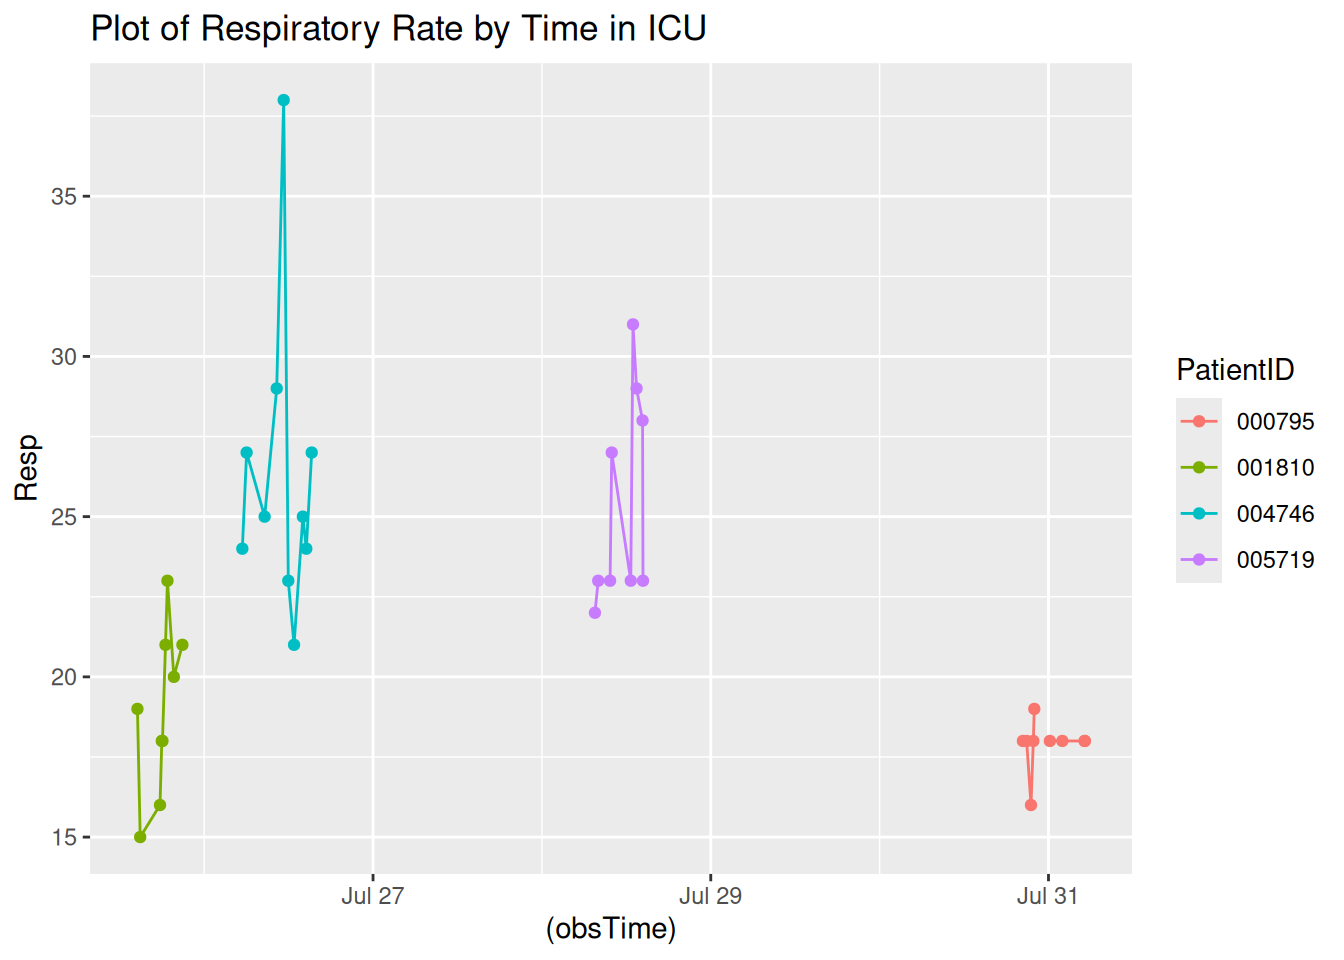 Plot of Respiratory Rate by Time in ICU
Resp
35
30
25
20
15
Jul 27
Jul 29
Jul 31
(obsTime)
PatientID
000795
001810
004746
005719